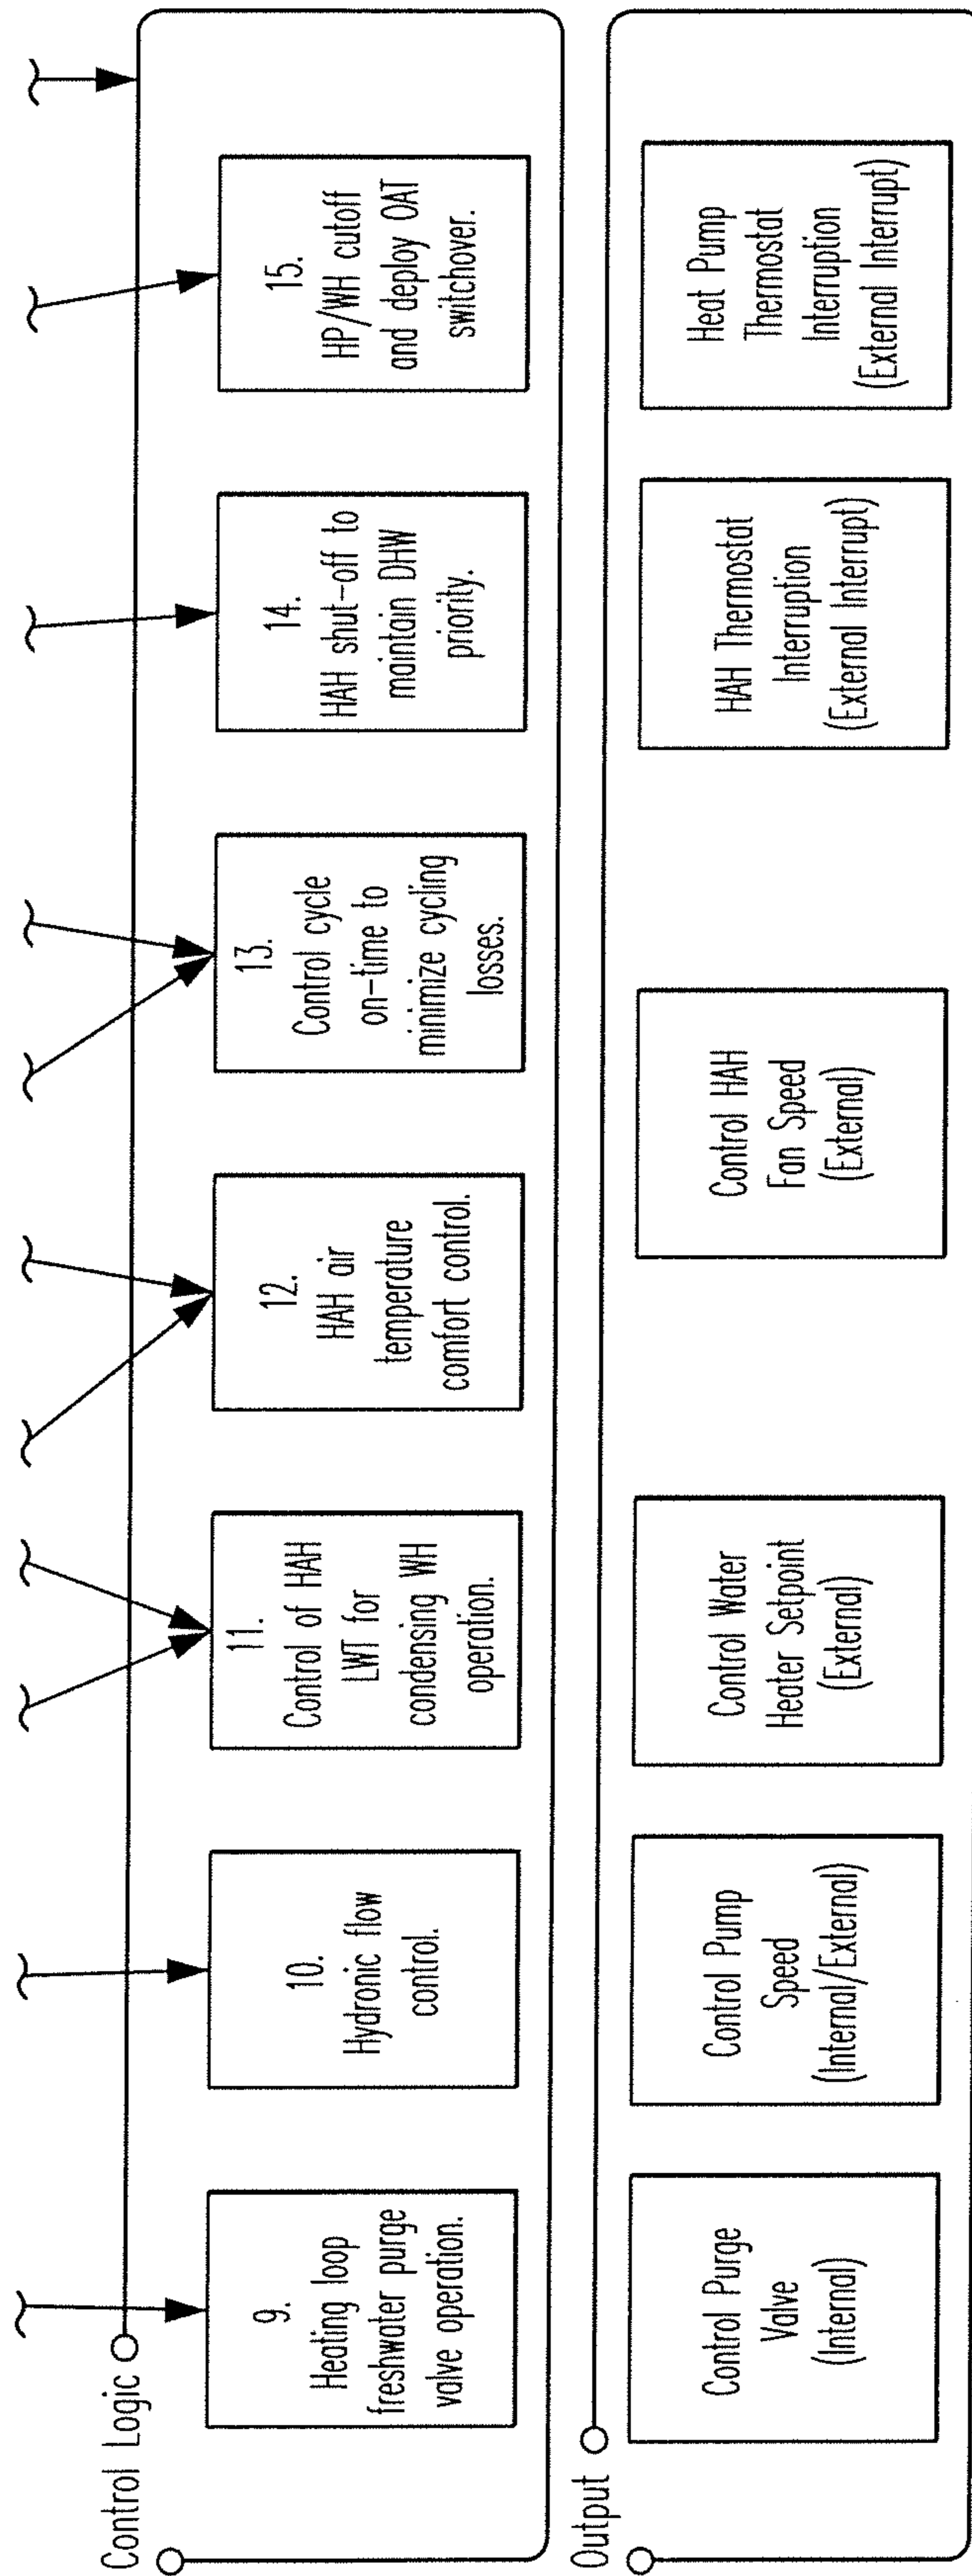 Control Logic
9.
Heating loop
freshwater purge
valve operation.
10.
Hydronic flow
control.
11.
Control of HAH
LWT for
condensing WH
operation.
12.
HAH air
temperature
comfort control.
13.
Control cycle
on-time to
minimize cycling
losses.
14.
HAH shut-off to
maintain DHW
priority.
15.
HP/WH cutoff
and deploy OAT
switchover.
Output
Control Purge
Valve
(Internal)
Control Pump
Speed
(Internal/External)
Control Water
Heater Setpoint
(External)
Control HAH
Fan Speed
(External)
HAH Thermostat
Interruption
(External Interrupt)
Heat Pump
Thermostat
Interruption
(External Interrupt)